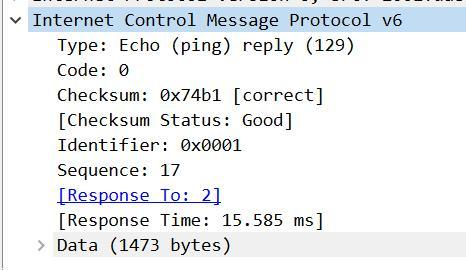 Internet Control Message Protocol v6
Type: Echo (ping) reply (129)
Code: 0
Checksum: 0x74b1 [correct]
[Checksum Status: Good]
Identifier: 0x0001
Sequence: 17
[Response To: 2]
[Response Time: 15.585 ms]
Data (1473 bytes)